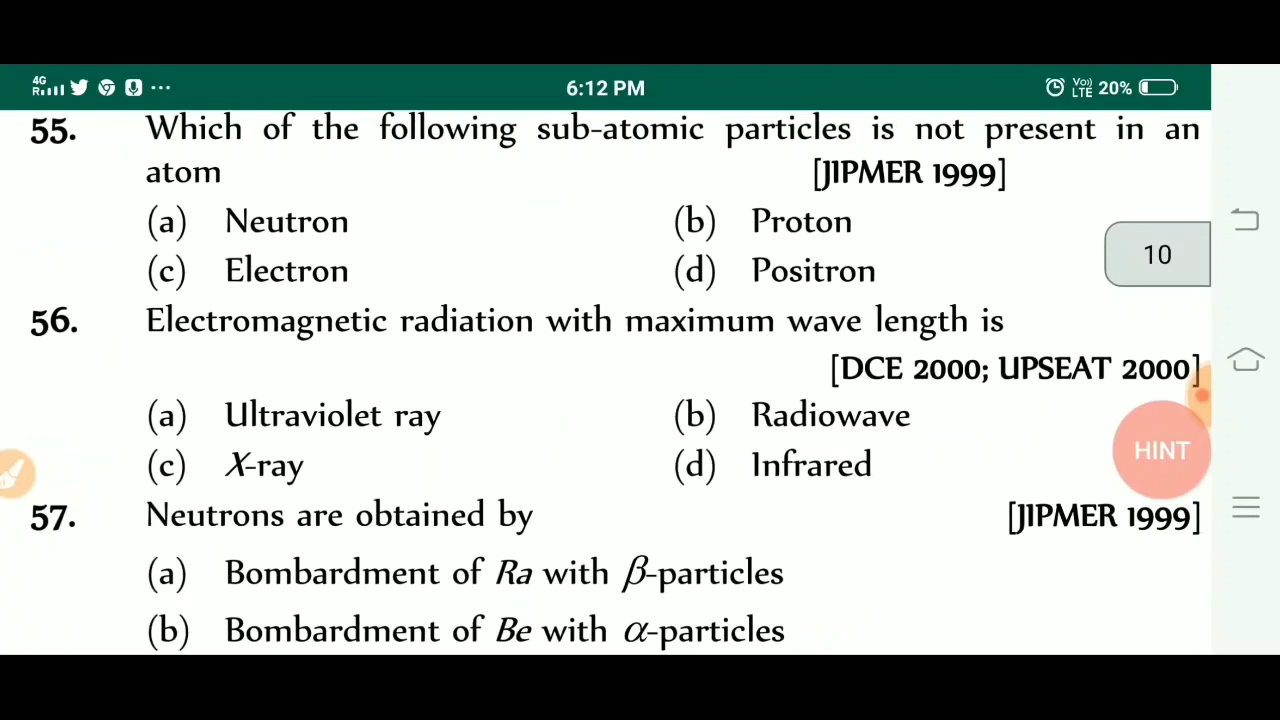 4G
R
6:12 PM
Vo))
LTE
20%
55. Which of the following sub-atomic particles is not present in an
atom [JIPMER 1999]
(a) Neutron (b) Proton
(c) Electron (d) Positron
10
56. Electromagnetic radiation with maximum wave length is
[DCE 2000; UPSEAT 2000]
(a) Ultraviolet ray (b) Radiowave
(c) X-ray (d) Infrared
HINT
57. Neutrons are obtained by [JIPMER 1999]
(a) Bombardment of Ra with β-particles
(b) Bombardment of Be with α-particles